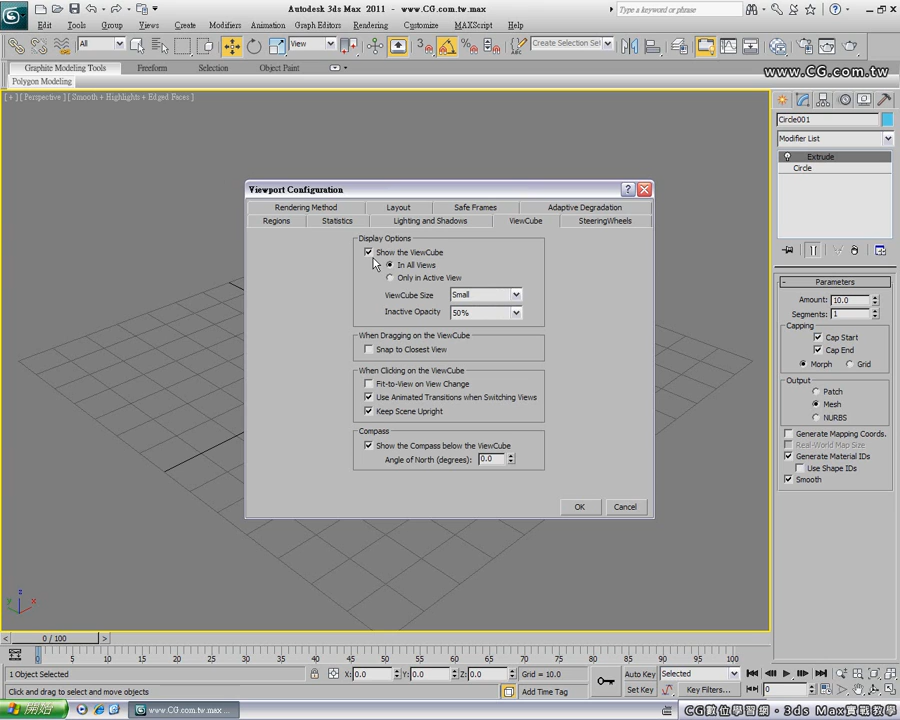 Autodesk 3ds Max 2011 - www.CG.com.tw.max
Type a keyword or phrase
Edit Tools Group Views Create Modifiers Animation Graph Editors Rendering Customize MAXScript Help
All
View
3
Create Selection Se
Graphite Modeling Tools Freeform Selection Object Paint
www.CG.com.tw
Polygon Modeling
[ + ] [ Perspective ] [ Smooth + Highlights + Edged Faces ]
Circle001
Modifier List
Extrude
Circle
Viewport Configuration
Rendering Method Layout Safe Frames Adaptive Degradation
Regions Statistics Lighting and Shadows ViewCube SteeringWheels
Display Options
Show the ViewCube
In All Views
Only in Active View
ViewCube Size Small
Inactive Opacity 50%
When Dragging on the ViewCube
Snap to Closest View
When Clicking on the ViewCube
Fit-to-View on View Change
Use Animated Transitions when Switching Views
Keep Scene Upright
Compass
Show the Compass below the ViewCube
Angle of North (degrees): 0.0
OK Cancel
Parameters
Amount: 10.0
Segments: 1
Capping
Cap Start
Cap End
Morph Grid
Output
Patch
Mesh
NURBS
Generate Mapping Coords.
Real-World Map Size
Generate Material IDs
Use Shape IDs
Smooth
z
y x
< 0 / 100 >
0 5 10 15 20 25 30 35 40 45 50 55 60 65 70 75 80 85 90 95 100
1 Object Selected X: 0.0 Y: 0.0 Z: 0.0 Grid = 10.0 Auto Key Selected
Click and drag to select and move objects Add Time Tag Set Key Key Filters... 0
開始 www.CG.com.tw ... CG數位學習網・3ds Max實戰教學